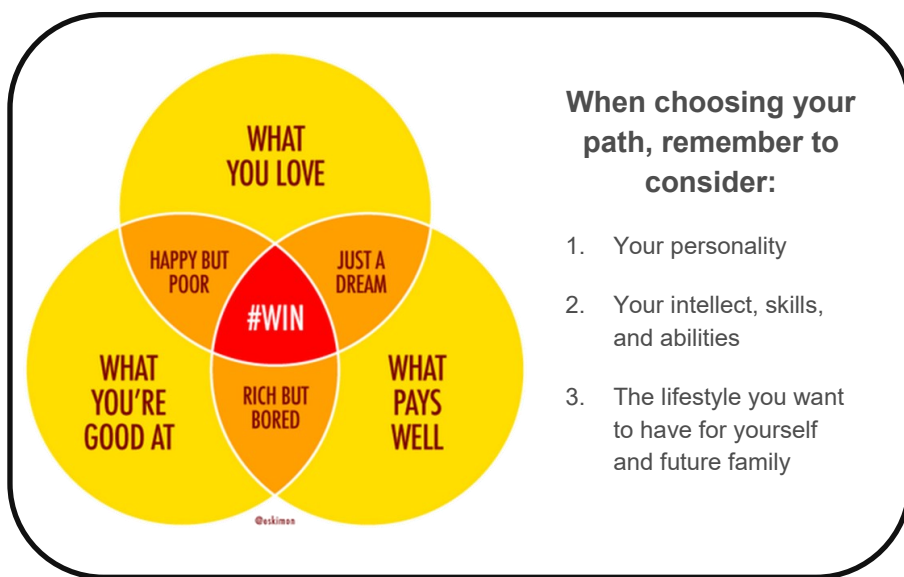 WHAT
YOU LOVE
HAPPY BUT
POOR
JUST A
DREAM
#WIN
WHAT
YOU'RE
GOOD AT
RICH BUT
BORED
WHAT
PAYS
WELL
@eskimon
When choosing your
path, remember to
consider:
1. Your personality
2. Your intellect, skills,
and abilities
3. The lifestyle you want
to have for yourself
and future family